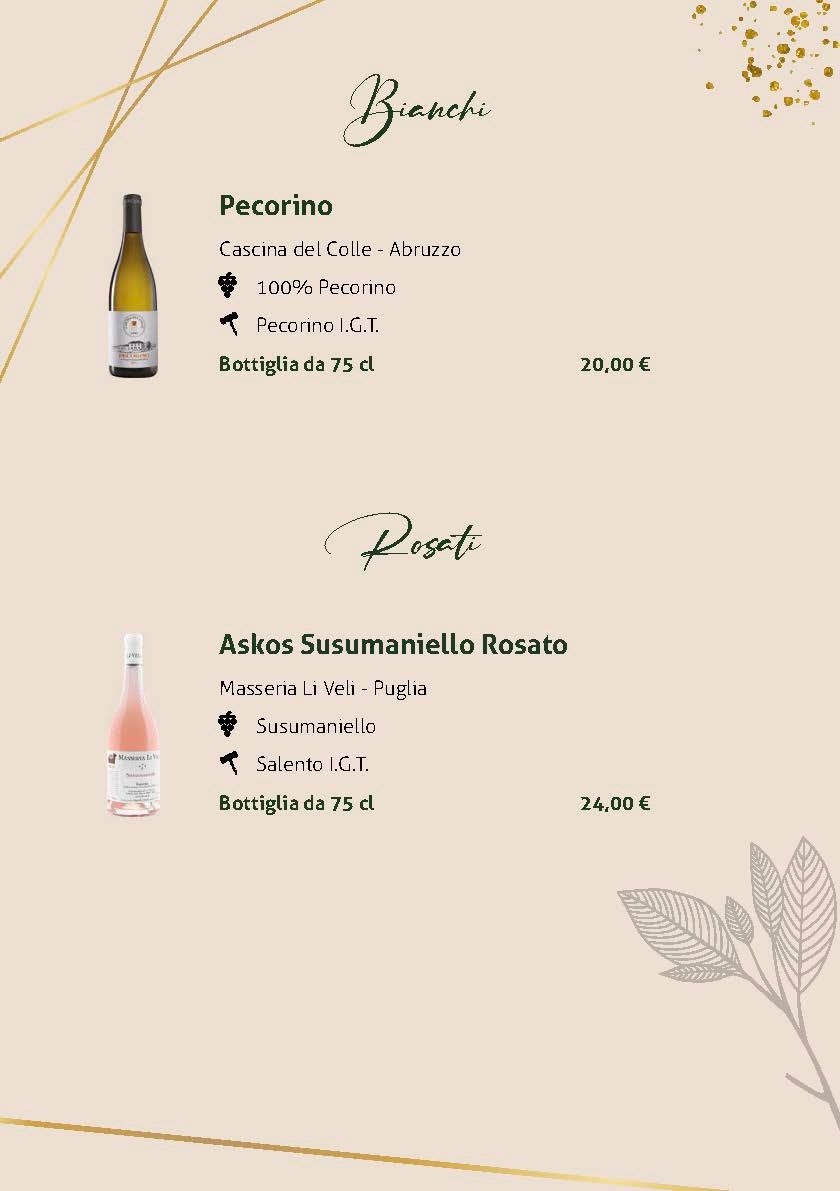 Bianchi
Pecorino
Cascina del Colle - Abruzzo
100% Pecorino
Pecorino I.G.T.
Bottiglia da 75 cl 20,00 €
PECORINO
Rosati
Askos Susumaniello Rosato
Masseria Li Veli - Puglia
Susumaniello
Salento I.G.T.
Bottiglia da 75 cl 24,00 €